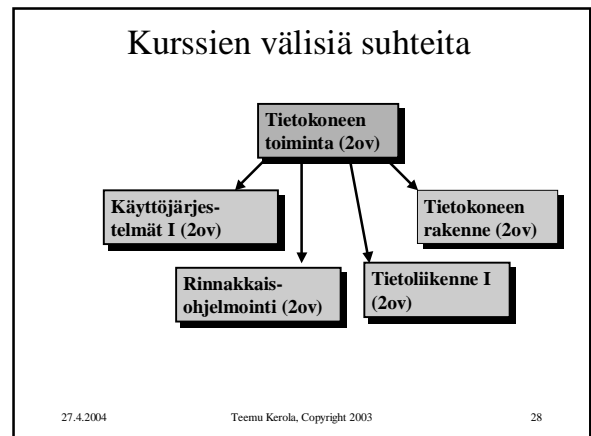 Kurssien välisiä suhteita
Tietokoneen
toiminta (2ov)
Käyttöjärjes-
telmät I (2ov)
Tietokoneen
rakenne (2ov)
Rinnakkais-
ohjelmointi (2ov)
Tietoliikenne I
(2ov)
27.4.2004
Teemu Kerola, Copyright 2003
28